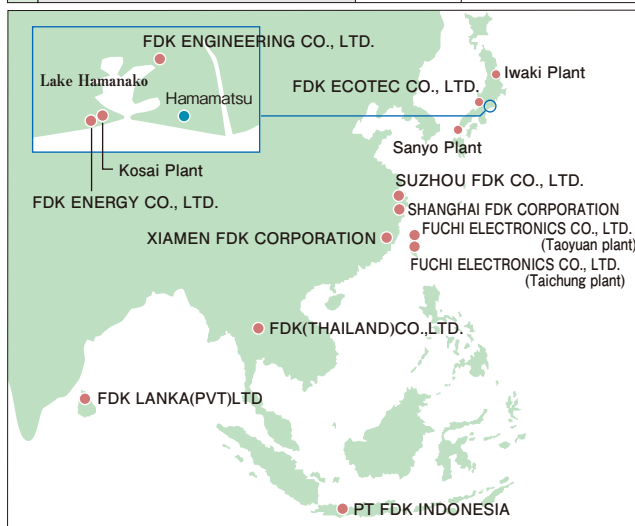 FDK ENGINEERING CO., LTD.
Lake Hamanako
Hamamatsu
Kosai Plant
FDK ENERGY CO., LTD.
Iwaki Plant
FDK ECOTEC CO., LTD.
Sanyo Plant
SUZHOU FDK CO., LTD.
SHANGHAI FDK CORPORATION
FUCHI ELECTRONICS CO., LTD.
(Taoyuan plant)
XIAMEN FDK CORPORATION
FUCHI ELECTRONICS CO., LTD.
(Taichung plant)
FDK(THAILAND)CO.,LTD.
FDK LANKA(PVT)LTD
PT FDK INDONESIA